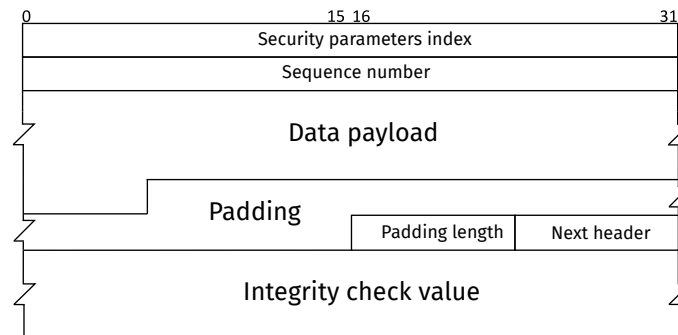 0 15 16 31
Security parameters index
Sequence number
Data payload
Padding
Padding length Next header
Integrity check value